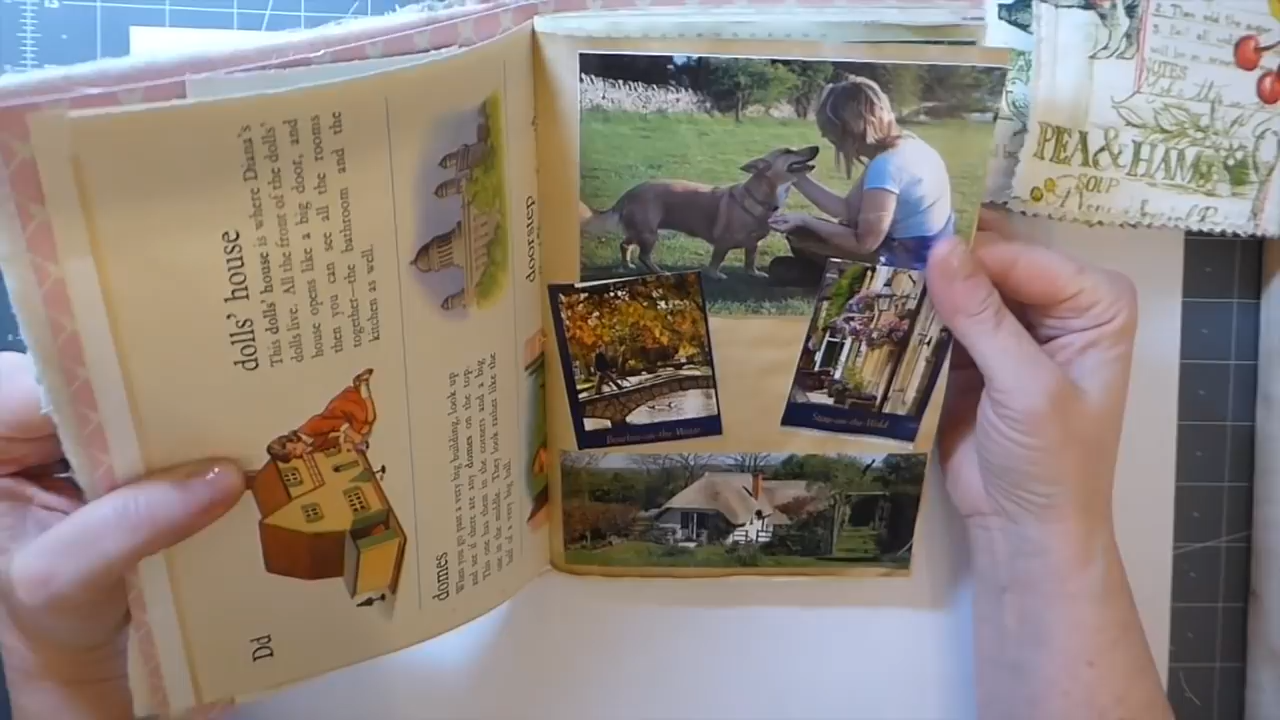 Dd
dolls' house
This dolls' house is where Diana's
dolls live. All the front of the dolls'
house opens like a big door, and
then you can see all the rooms
together—the bathroom and the
kitchen as well.
domes
When you go past a very big building, look up
and see if there are any domes on the top.
This one has them in the corners and a big
one in the middle. They look rather like the
half of a very big ball.
doorstep
Bourton-on-the-Water
Stow-on-the-Wold
NOTES
PEA & HAM
SOUP